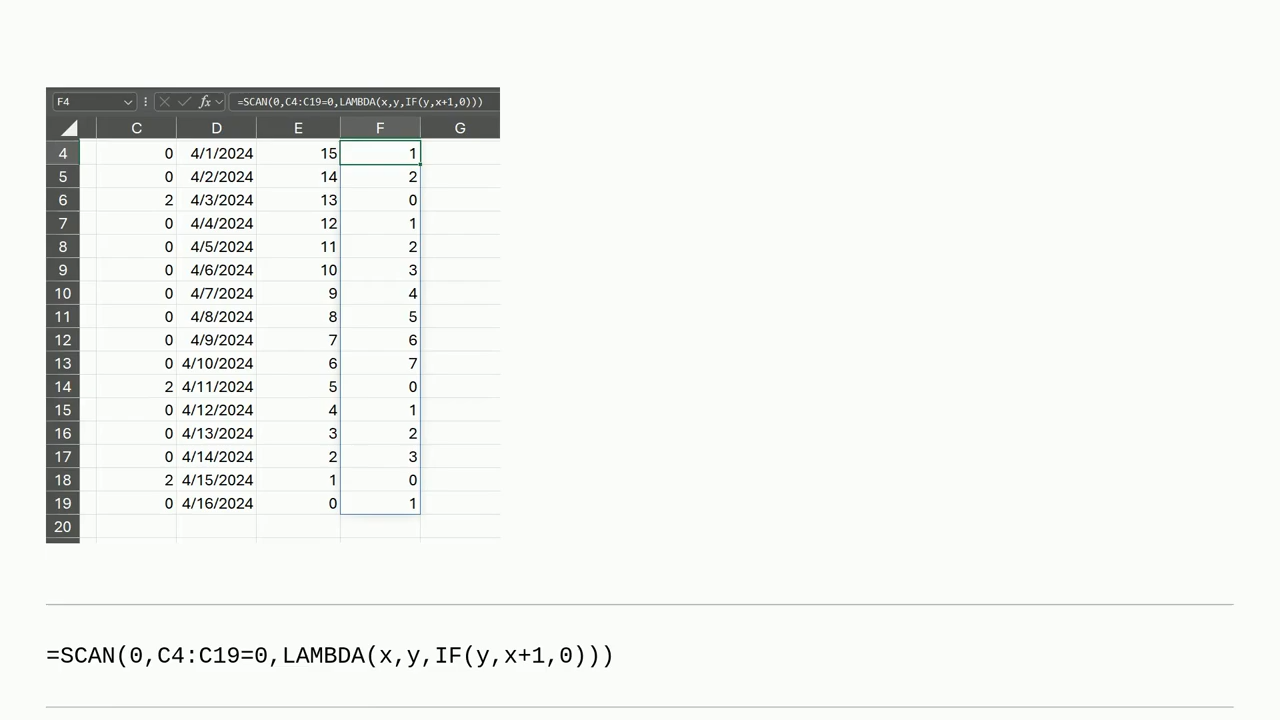 F4 fx =SCAN(0,C4:C19=0,LAMBDA(x,y,IF(y,x+1,0)))
C D E F G
4 0 4/1/2024 15 1
5 0 4/2/2024 14 2
6 2 4/3/2024 13 0
7 0 4/4/2024 12 1
8 0 4/5/2024 11 2
9 0 4/6/2024 10 3
10 0 4/7/2024 9 4
11 0 4/8/2024 8 5
12 0 4/9/2024 7 6
13 0 4/10/2024 6 7
14 2 4/11/2024 5 0
15 0 4/12/2024 4 1
16 0 4/13/2024 3 2
17 0 4/14/2024 2 3
18 2 4/15/2024 1 0
19 0 4/16/2024 0 1
20
=SCAN(0,C4:C19=0,LAMBDA(x,y,IF(y,x+1,0)))